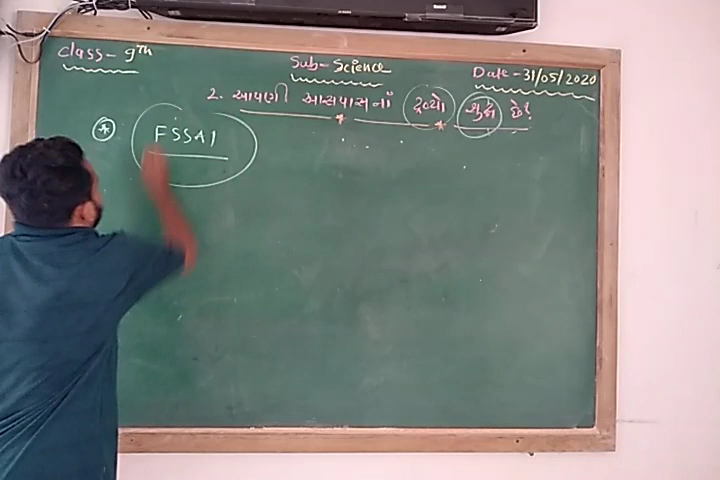 Class - 9th
Sub - Science
Date - 31/05/2020
2. આપણી આસપાસનાં દ્રવ્યો શુદ્ધ છે?
* FSSAI